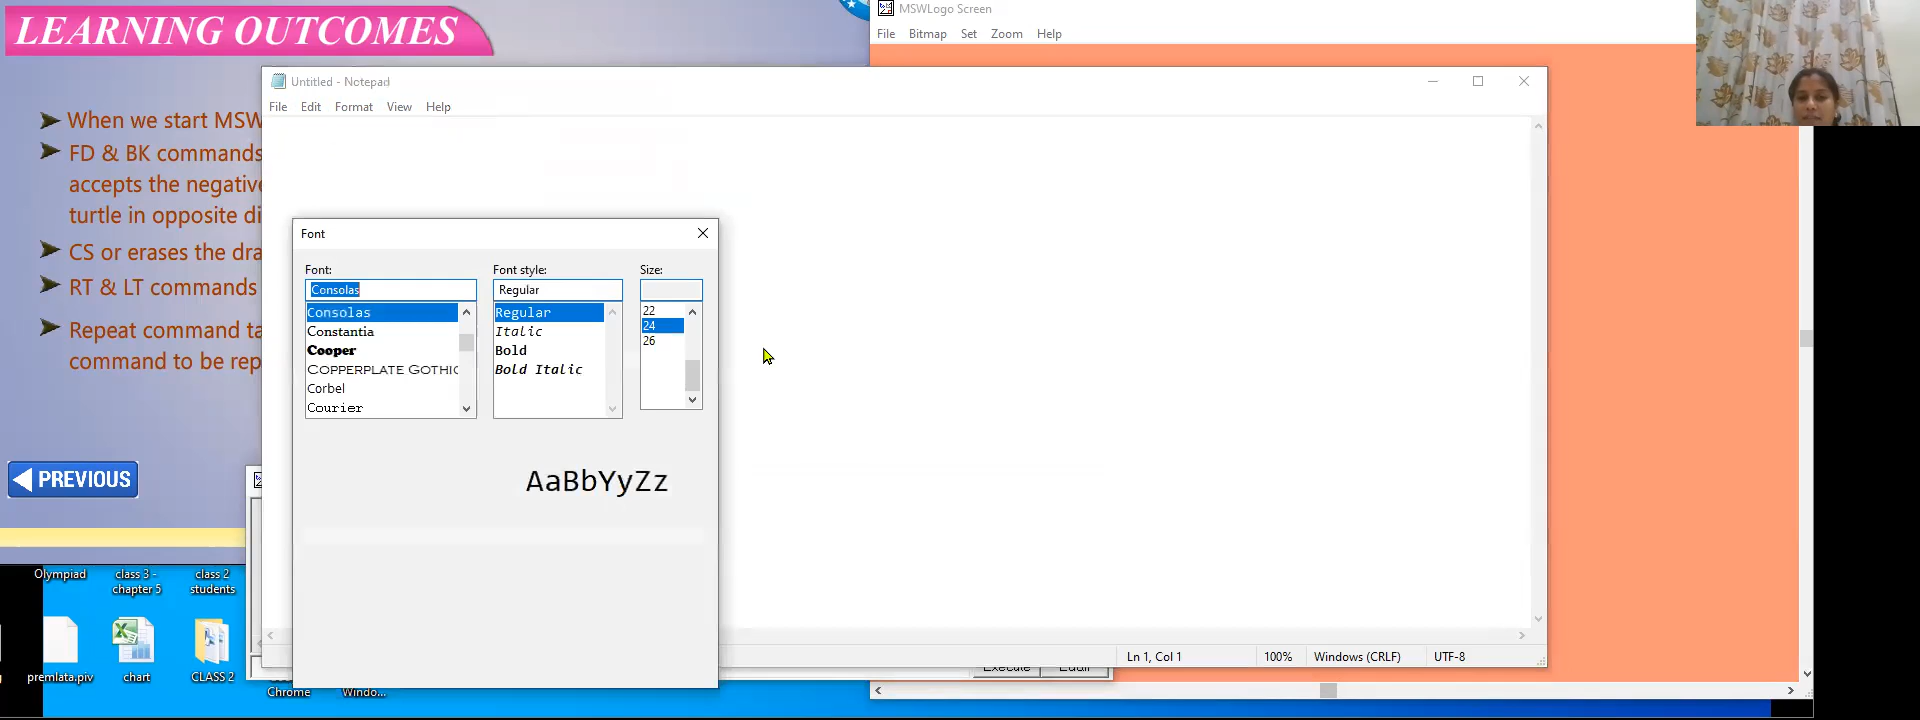 LEARNING OUTCOMES
When we start MSW
FD & BK commands
accepts the negative
turtle in opposite di
CS or erases the dra
RT & LT commands
Repeat command ta
command to be rep
PREVIOUS
MSWLogo Screen
File Bitmap Set Zoom Help
Untitled - Notepad
File Edit Format View Help
Font
Font: Font style: Size:
Consolas Regular
Consolas Regular 22
Constantia Italic 24
Cooper Bold 26
COPPERPLATE GOTHIC Bold Italic
Corbel
Courier
AaBbYyZz
Ln 1, Col 1 100% Windows (CRLF) UTF-8
Execute Edall
Olympiad
class 3 -
chapter 5
class 2
students
premlata.piv
chart
CLASS 2
Chrome
Windo...